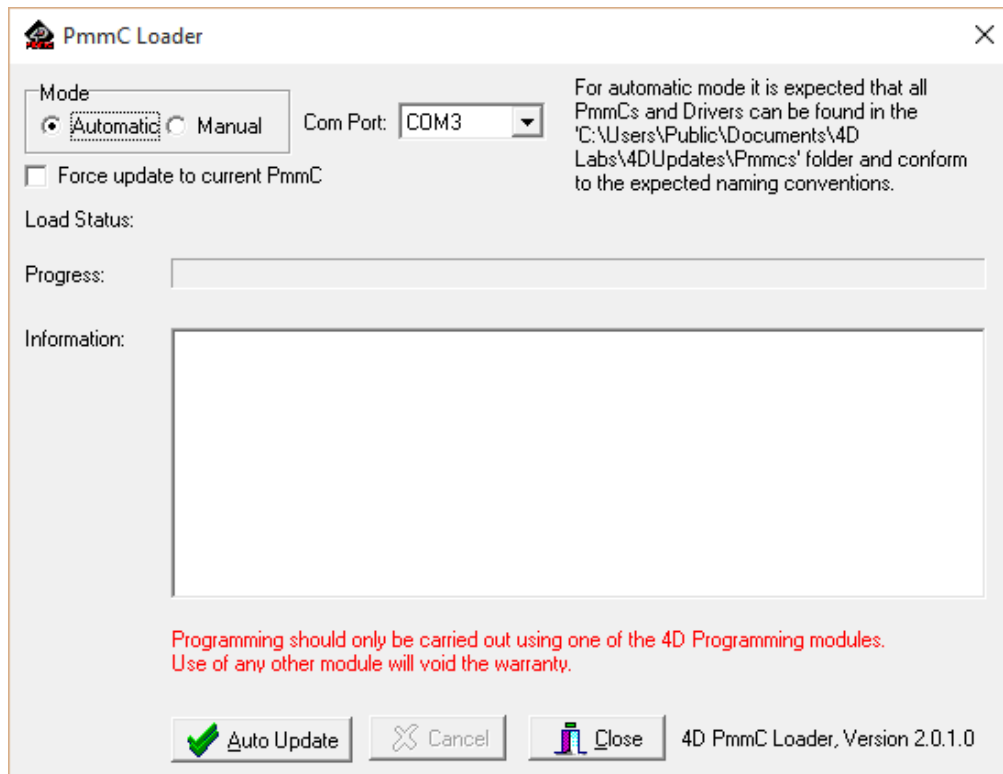 PmmC Loader
Mode
Automatic
Manual
Com Port:
COM3
For automatic mode it is expected that all
PmmCs and Drivers can be found in the
'C:\Users\Public\Documents\4D
Labs\4DUpdates\Pmmcs' folder and conform
to the expected naming conventions.
Force update to current PmmC
Load Status:
Progress:
Information:
Programming should only be carried out using one of the 4D Programming modules.
Use of any other module will void the warranty.
Auto Update
Cancel
Close
4D PmmC Loader, Version 2.0.1.0